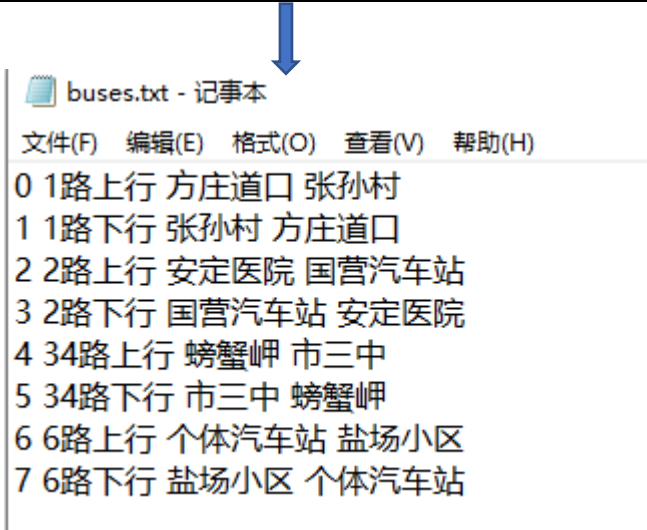 buses.txt - 记事本
文件(F) 编辑(E) 格式(O) 查看(V) 帮助(H)
0 1路上行 方庄道口 张孙村
1 1路下行 张孙村 方庄道口
2 2路上行 安定医院 国营汽车站
3 2路下行 国营汽车站 安定医院
4 34路上行 螃蟹岬 市三中
5 34路下行 市三中 螃蟹岬
6 6路上行 个体汽车站 盐场小区
7 6路下行 盐场小区 个体汽车站